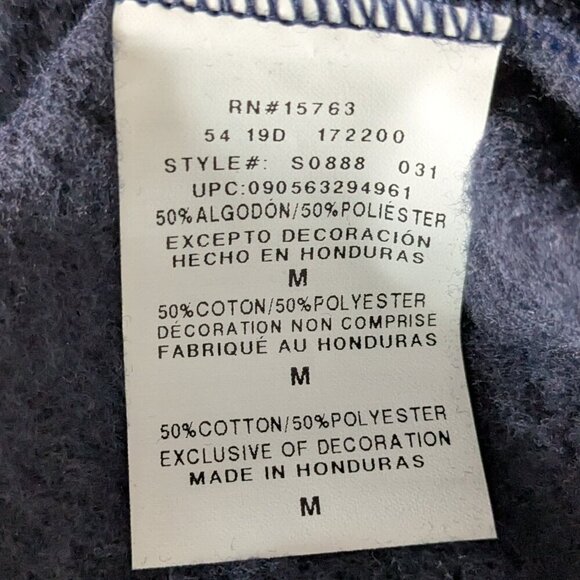 RN#15763
54 19D 172200
STYLE#: S0888 031
UPC:090563294961
50%ALGODÓN/50%POLIÉSTER
EXCEPTO DECORACIÓN
HECHO EN HONDURAS
M
50%COTON/50%POLYESTER
DÉCORATION NON COMPRISE
FABRIQUÉ AU HONDURAS
M
50%COTTON/50%POLYESTER
EXCLUSIVE OF DECORATION
MADE IN HONDURAS
M